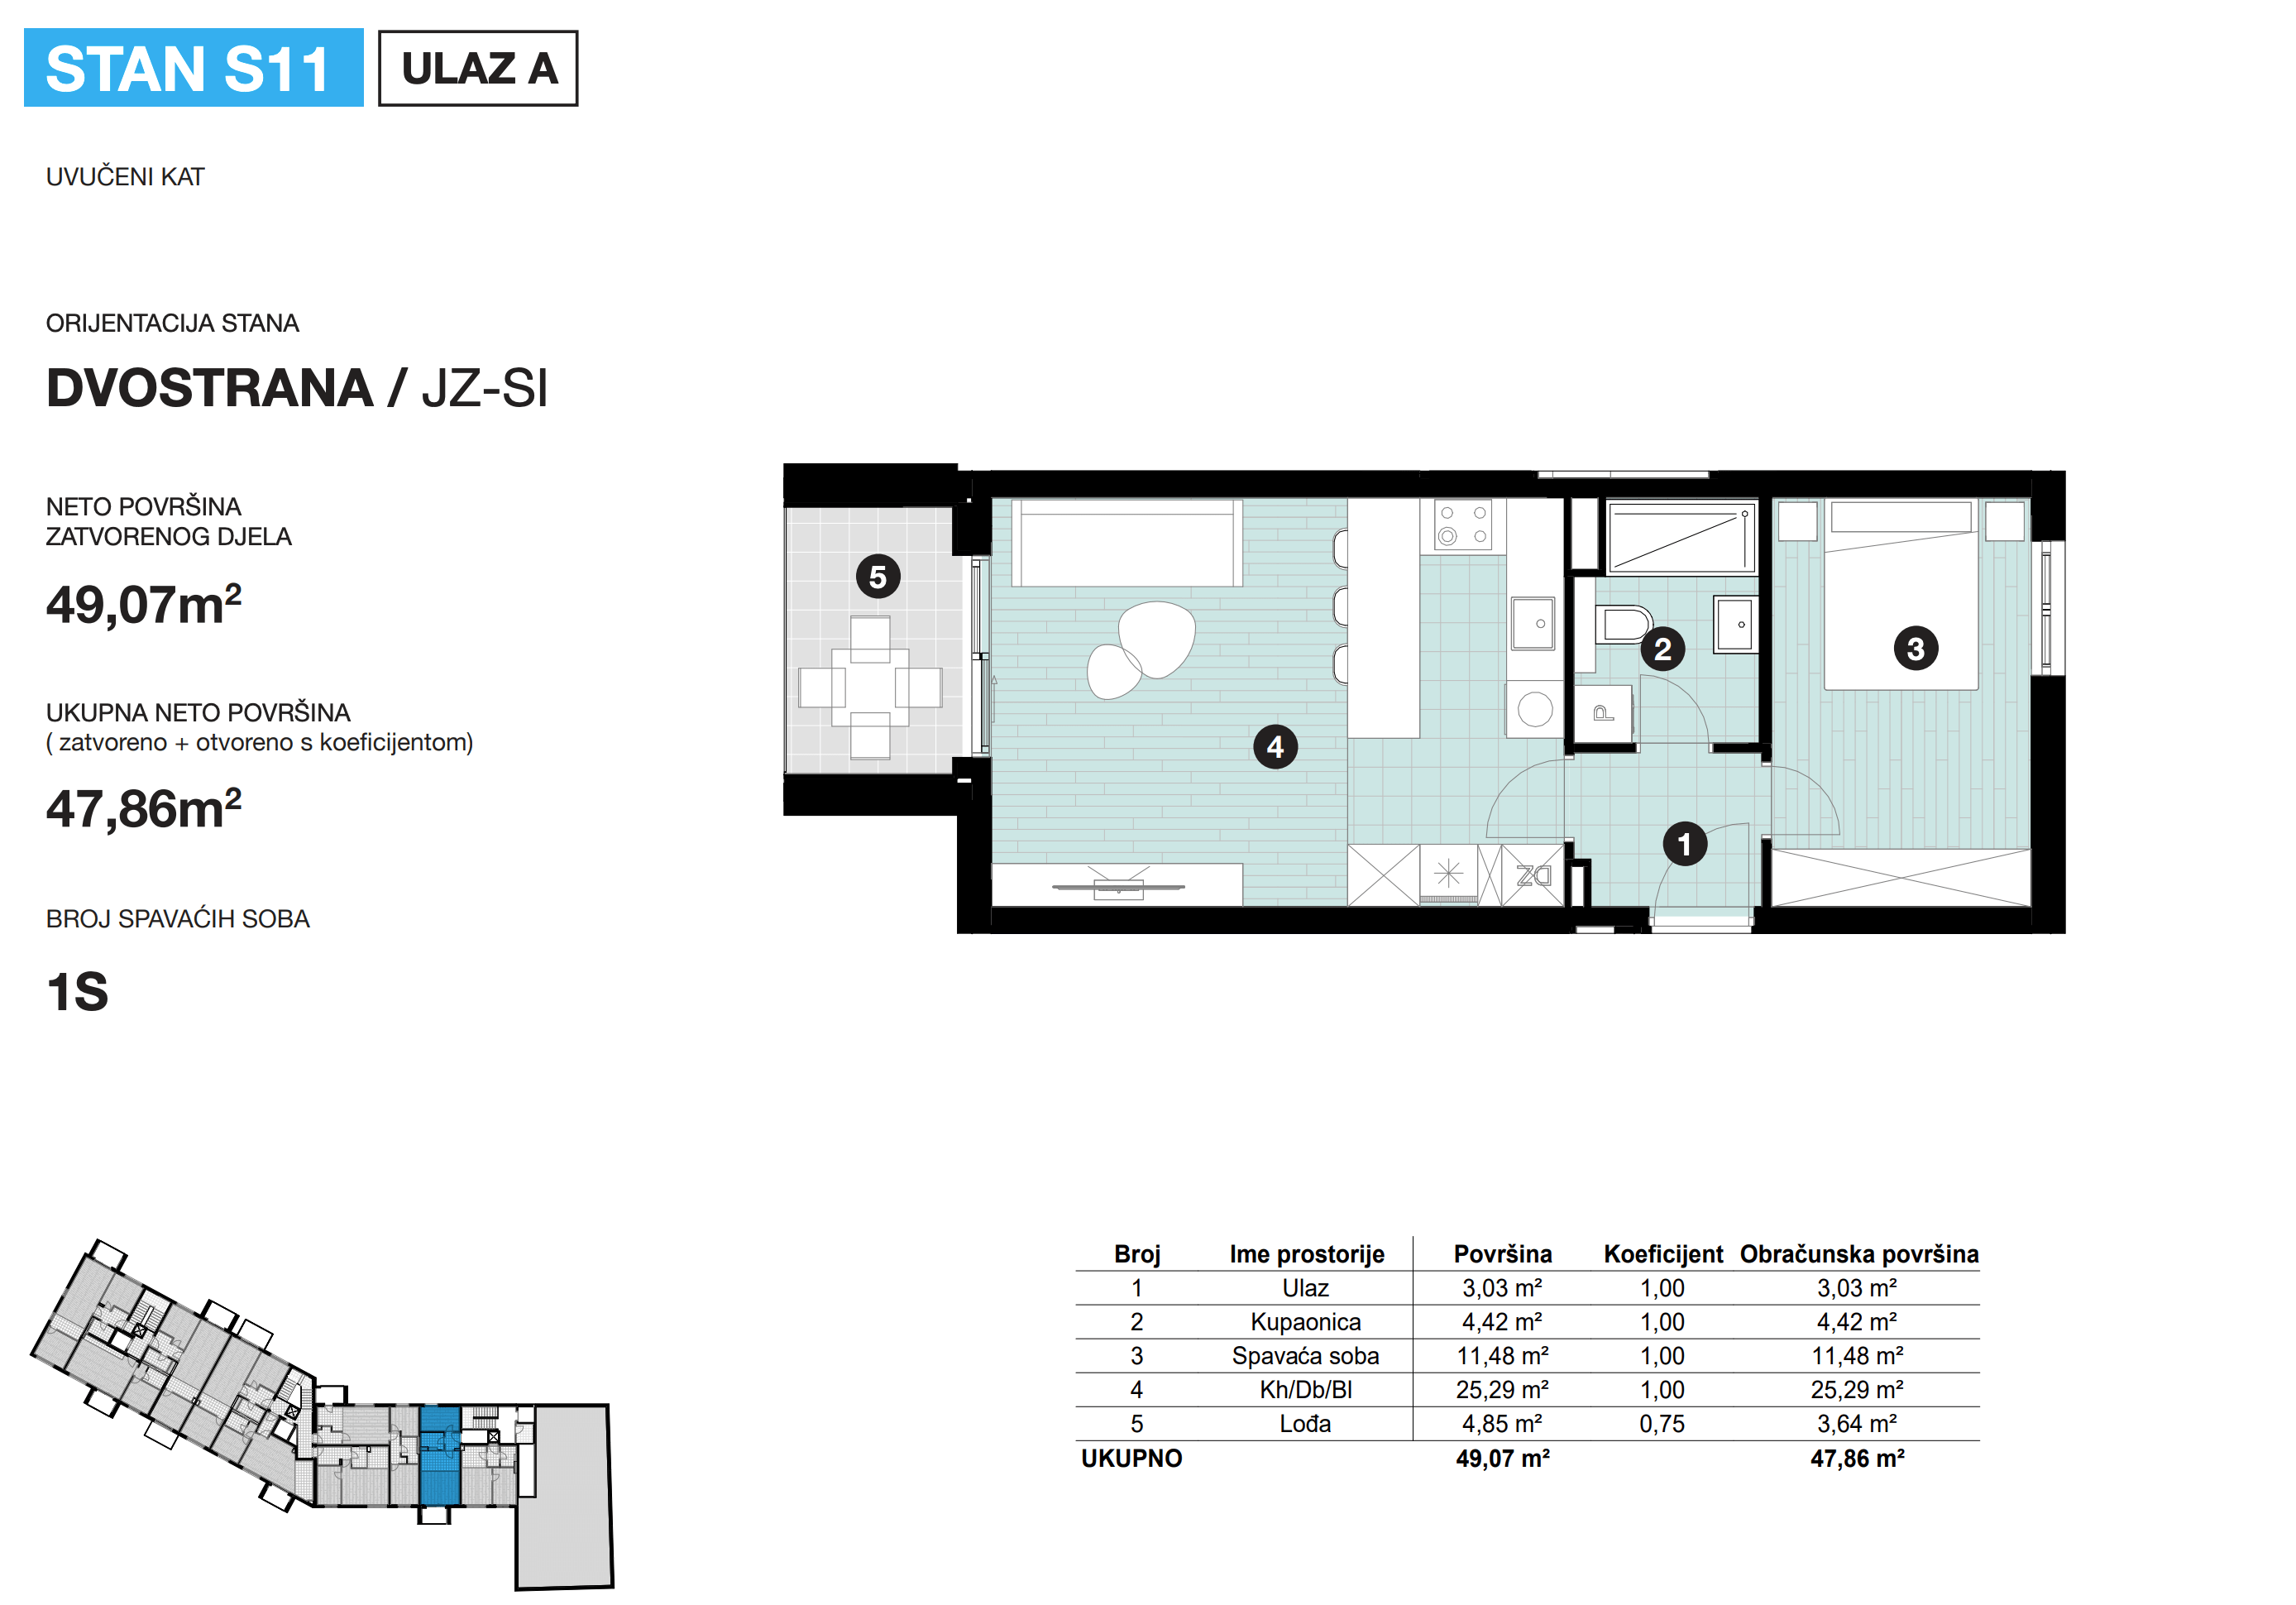 STAN S11
ULAZ A
UVUČENI KAT
ORIJENTACIJA STANA
DVOSTRANA / JZ-SI
NETO POVRŠINA
ZATVORENOG DJELA
49,07m²
UKUPNA NETO POVRŠINA
( zatvoreno + otvoreno s koeficijentom)
47,86m²
BROJ SPAVAĆIH SOBA
1S
5
4
2
3
1
P
DZ
Broj Ime prostorije Površina Koeficijent Obračunska površina
1 Ulaz 3,03 m² 1,00 3,03 m²
2 Kupaonica 4,42 m² 1,00 4,42 m²
3 Spavaća soba 11,48 m² 1,00 11,48 m²
4 Kh/Db/Bl 25,29 m² 1,00 25,29 m²
5 Lođa 4,85 m² 0,75 3,64 m²
UKUPNO 49,07 m² 47,86 m²